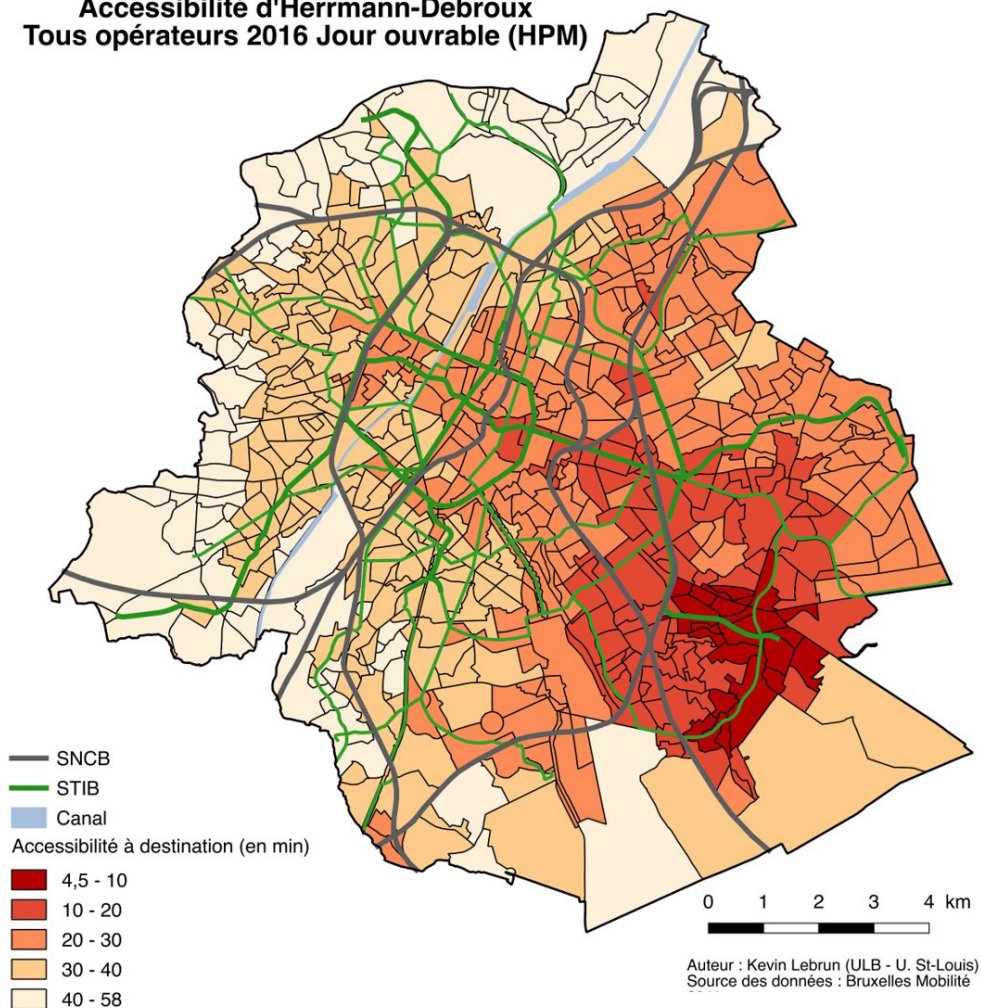 Accessibilité d'Herrmann-Debroux
Tous opérateurs 2016 Jour ouvrable (HPM)
SNCB
STIB
Canal
Accessibilité à destination (en min)
4,5 - 10
10 - 20
20 - 30
30 - 40
40 - 58
0 1 2 3 4 km
Auteur : Kevin Lebrun (ULB - U. St-Louis)
Source des données : Bruxelles Mobilité